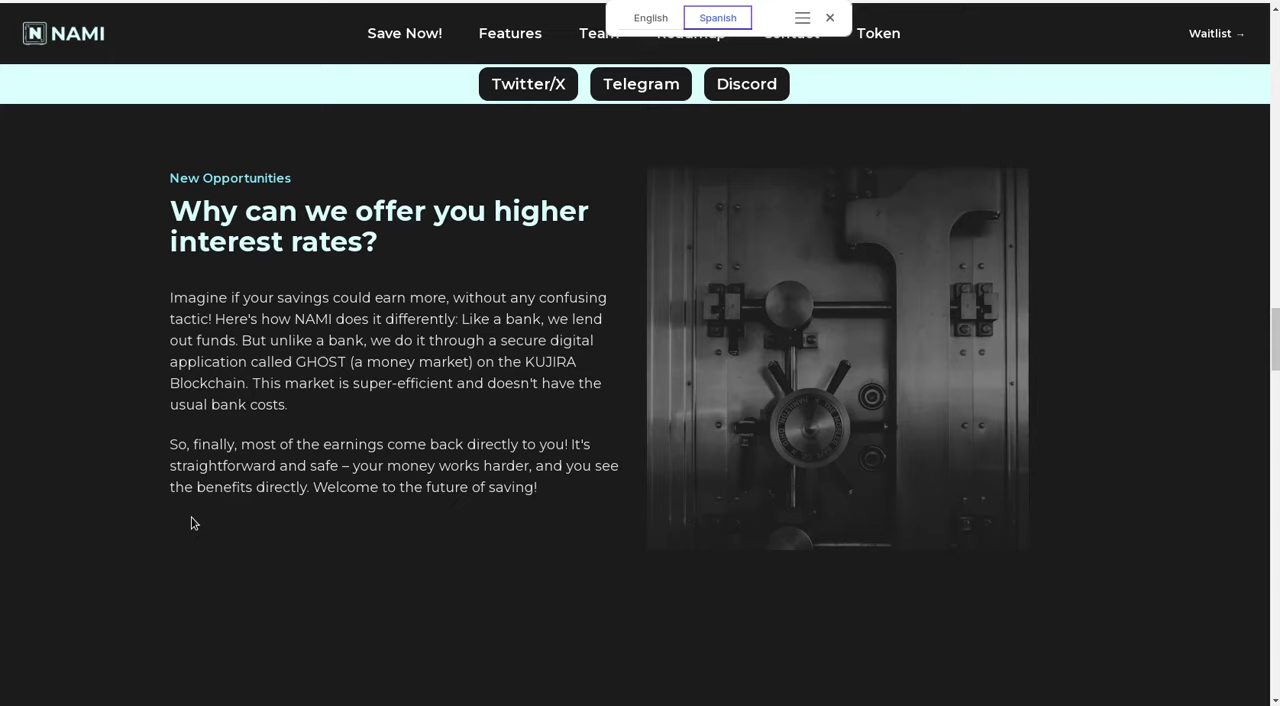 English
Spanish
NAMI
Save Now!
Features
Team
Token
Waitlist →
Twitter/X
Telegram
Discord
New Opportunities
Why can we offer you higher
interest rates?
Imagine if your savings could earn more, without any confusing
tactic! Here's how NAMI does it differently: Like a bank, we lend
out funds. But unlike a bank, we do it through a secure digital
application called GHOST (a money market) on the KUJIRA
Blockchain. This market is super-efficient and doesn't have the
usual bank costs.
So, finally, most of the earnings come back directly to you! It's
straightforward and safe – your money works harder, and you see
the benefits directly. Welcome to the future of saving!